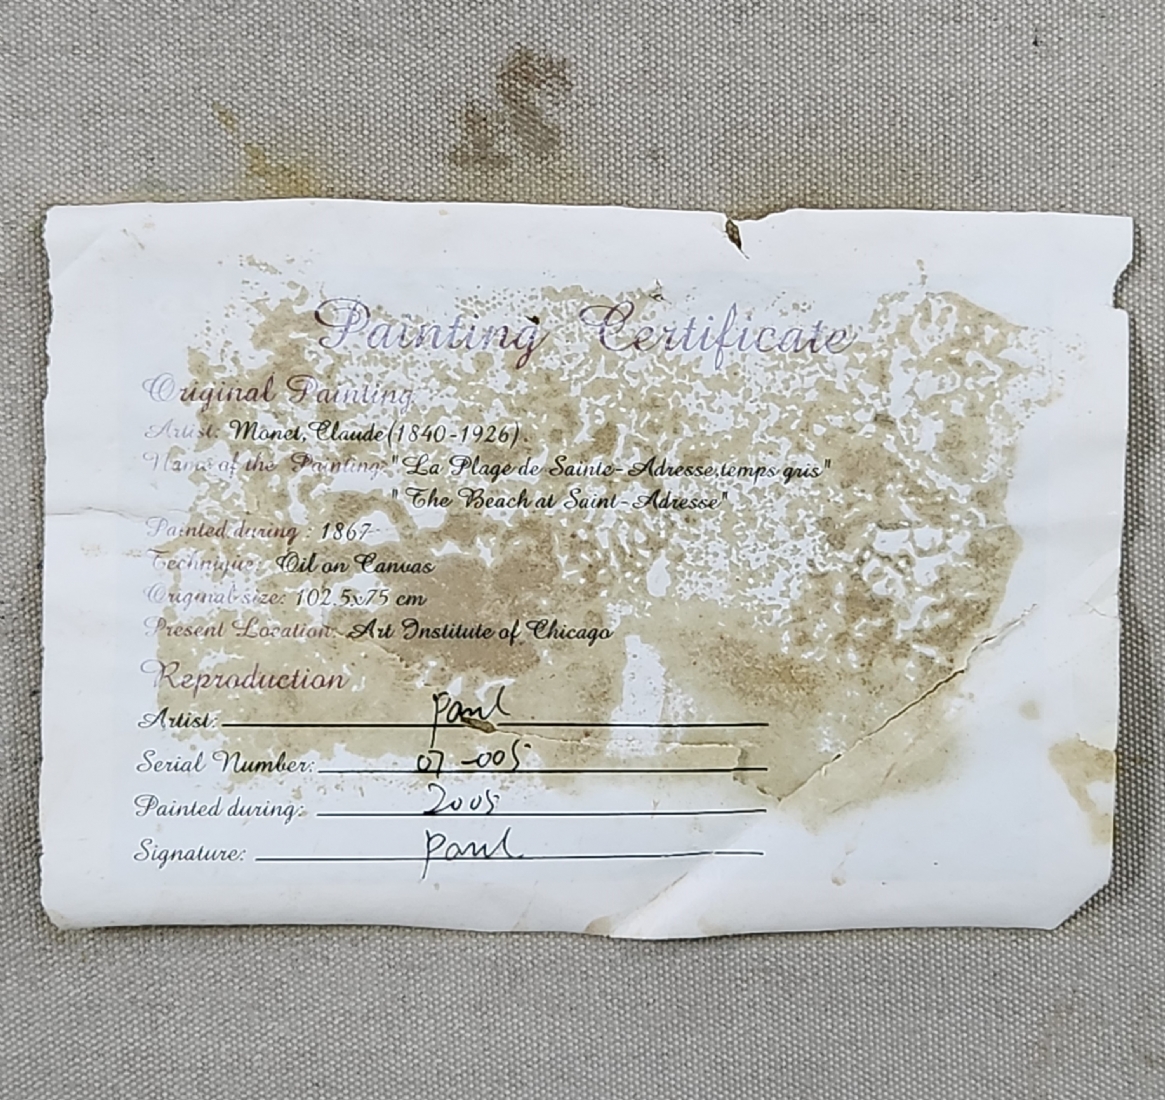 Painting Certificate
Original Painting
Artist: Monet, Claude(1840-1926).
Name of the Painting: "La Plage de Sainte-Adresse,temps gris"
"The Beach at Saint-Adresse"
Painted during : 1867
Technique: Oil on Canvas
Original size: 102.5x75 cm
Present Location: Art Institute of Chicago
Reproduction
Artist: Paul
Serial Number: 07-005
Painted during: 2005
Signature: Paul